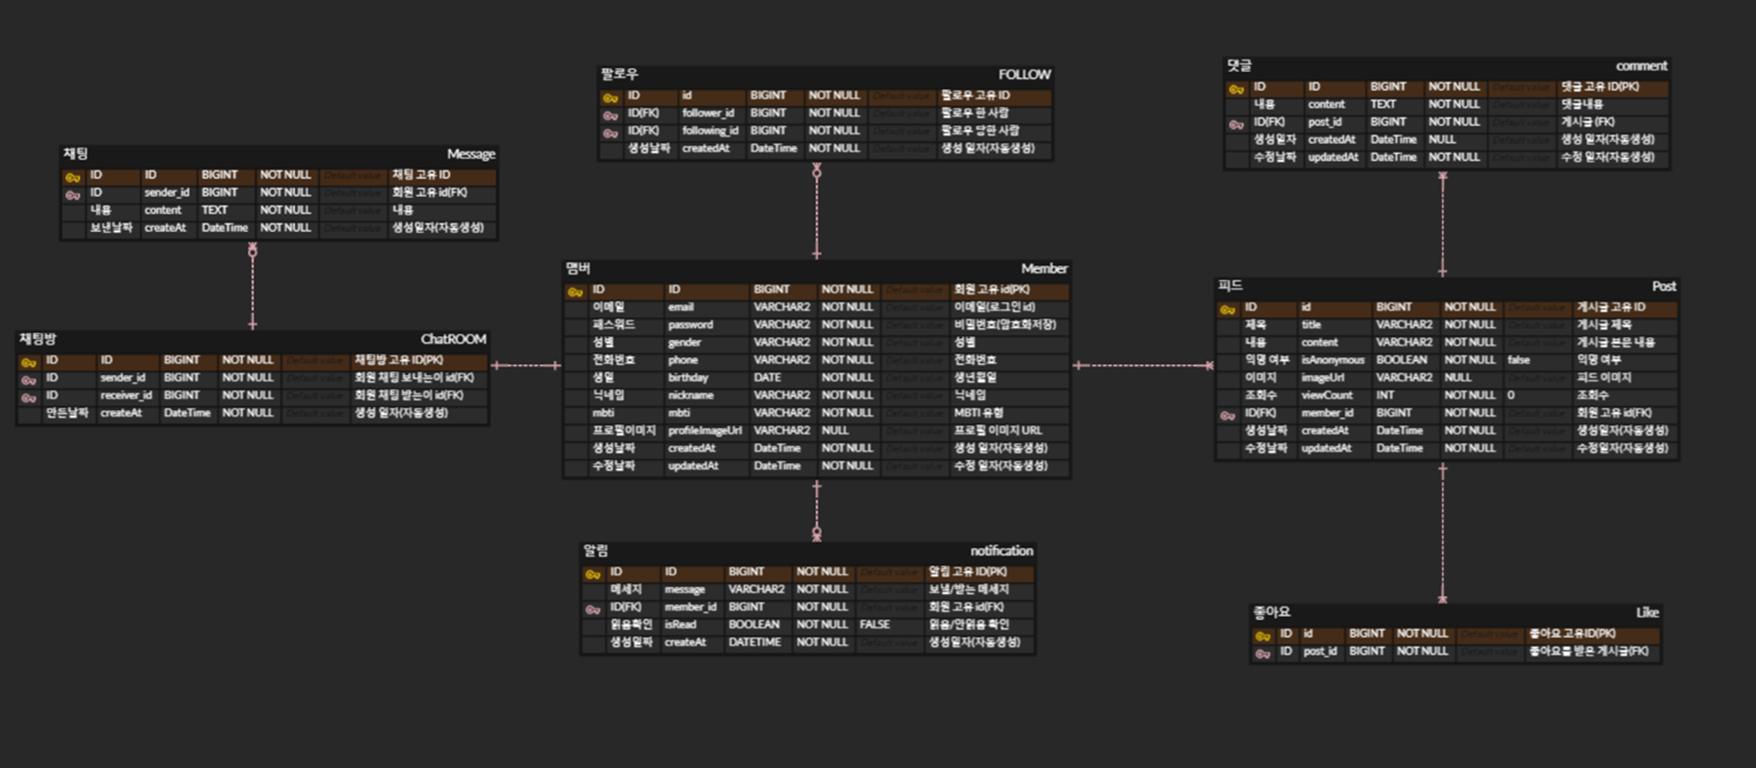 팔로우 FOLLOW
ID id BIGINT NOT NULL Default value 팔로우 고유 ID
ID(FK) follower_id BIGINT NOT NULL Default value 팔로우 한 사람
ID(FK) following_id BIGINT NOT NULL Default value 팔로우 당한 사람
생성날짜 createdAt DateTime NOT NULL Default value 생성 일자(자동생성)
댓글 comment
ID ID BIGINT NOT NULL Default value 댓글 고유 ID(PK)
내용 content TEXT NOT NULL Default value 댓글내용
ID(FK) post_id BIGINT NOT NULL Default value 게시글 (FK)
생성일자 createdAt DateTime NULL Default value 생성 일자(자동생성)
수정날짜 updatedAt DateTime NOT NULL Default value 수정 일자(자동생성)
채팅 Message
ID ID BIGINT NOT NULL Default value 채팅 고유 ID
ID sender_id BIGINT NOT NULL Default value 회원 고유 id(FK)
내용 content TEXT NOT NULL Default value 내용
보낸날짜 createAt DateTime NOT NULL Default value 생성일자(자동생성)
채팅방 ChatROOM
ID ID BIGINT NOT NULL Default value 채팅방 고유 ID(PK)
ID sender_id BIGINT NOT NULL Default value 회원 채팅 보내는이 id(FK)
ID receiver_id BIGINT NOT NULL Default value 회원 채팅 받는이 id(FK)
만든날짜 createAt DateTime NOT NULL Default value 생성 일자(자동생성)
멤버 Member
ID ID BIGINT NOT NULL Default value 회원 고유 id(PK)
이메일 email VARCHAR2 NOT NULL Default value 이메일(로그인 id)
패스워드 password VARCHAR2 NOT NULL Default value 비밀번호(암호화저장)
성별 gender VARCHAR2 NOT NULL Default value 성별
전화번호 phone VARCHAR2 NOT NULL Default value 전화번호
생일 birthday DATE NOT NULL Default value 생년월일
닉네임 nickname VARCHAR2 NOT NULL Default value 닉네임
mbti mbti VARCHAR2 NOT NULL Default value MBTI 유형
프로필이미지 profileImageUrl VARCHAR2 NULL Default value 프로필 이미지 URL
생성날짜 createdAt DateTime NOT NULL Default value 생성 일자(자동생성)
수정날짜 updatedAt DateTime NOT NULL Default value 수정 일자(자동생성)
피드 Post
ID id BIGINT NOT NULL Default value 게시글 고유 ID
제목 title VARCHAR2 NOT NULL Default value 게시글 제목
내용 content VARCHAR2 NOT NULL Default value 게시글 본문 내용
익명 여부 isAnonymous BOOLEAN NOT NULL false 익명 여부
이미지 imageUrl VARCHAR2 NULL Default value 피드 이미지
조회수 viewCount INT NOT NULL 0 조회수
ID(FK) member_id BIGINT NOT NULL Default value 회원 고유 id(FK)
생성날짜 createdAt DateTime NOT NULL Default value 생성일자(자동생성)
수정날짜 updatedAt DateTime NOT NULL Default value 수정일자(자동생성)
알림 notification
ID ID BIGINT NOT NULL Default value 알림 고유 ID(PK)
메세지 message VARCHAR2 NOT NULL Default value 보낼/받는 메세지
ID(FK) member_id BIGINT NOT NULL Default value 회원 고유 id(FK)
읽음확인 isRead BOOLEAN NOT NULL FALSE 읽음/안읽음 확인
생성일짜 createAt DATETIME NOT NULL Default value 생성일자(자동생성)
좋아요 Like
ID id BIGINT NOT NULL Default value 좋아요 고유ID(PK)
ID post_id BIGINT NOT NULL Default value 좋아요를 받은 게시글(FK)